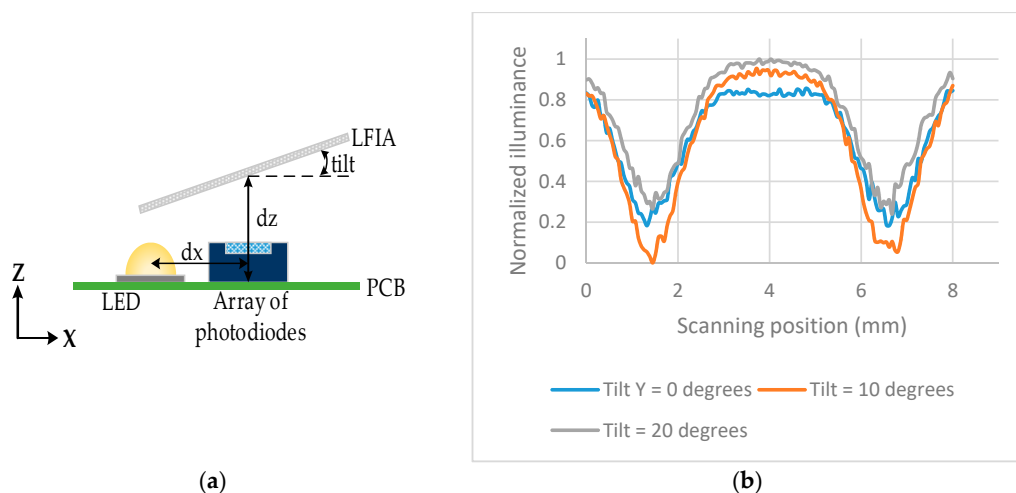 LFIA
tilt
dz
dx
Z
LED
Array of
photodiodes
PCB
X
(a)
Normalized illuminance
1
0.8
0.6
0.4
0.2
0
0 2 4 6 8
Scanning position (mm)
Tilt Y = 0 degrees Tilt = 10 degrees
Tilt = 20 degrees
(b)